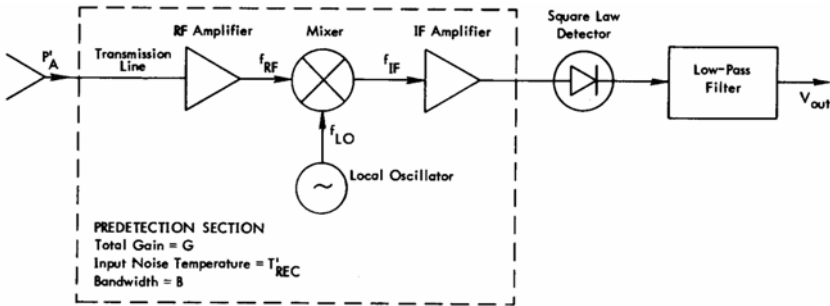 Square Law
Detector
RF Amplifier
Mixer
IF Amplifier
P'A
Transmission
Line
fRF
fIF
Low-Pass
Filter
Vout
fLO
~
Local Oscillator
PREDETECTION SECTION
Total Gain = G
Input Noise Temperature = T'REC
Bandwidth = B